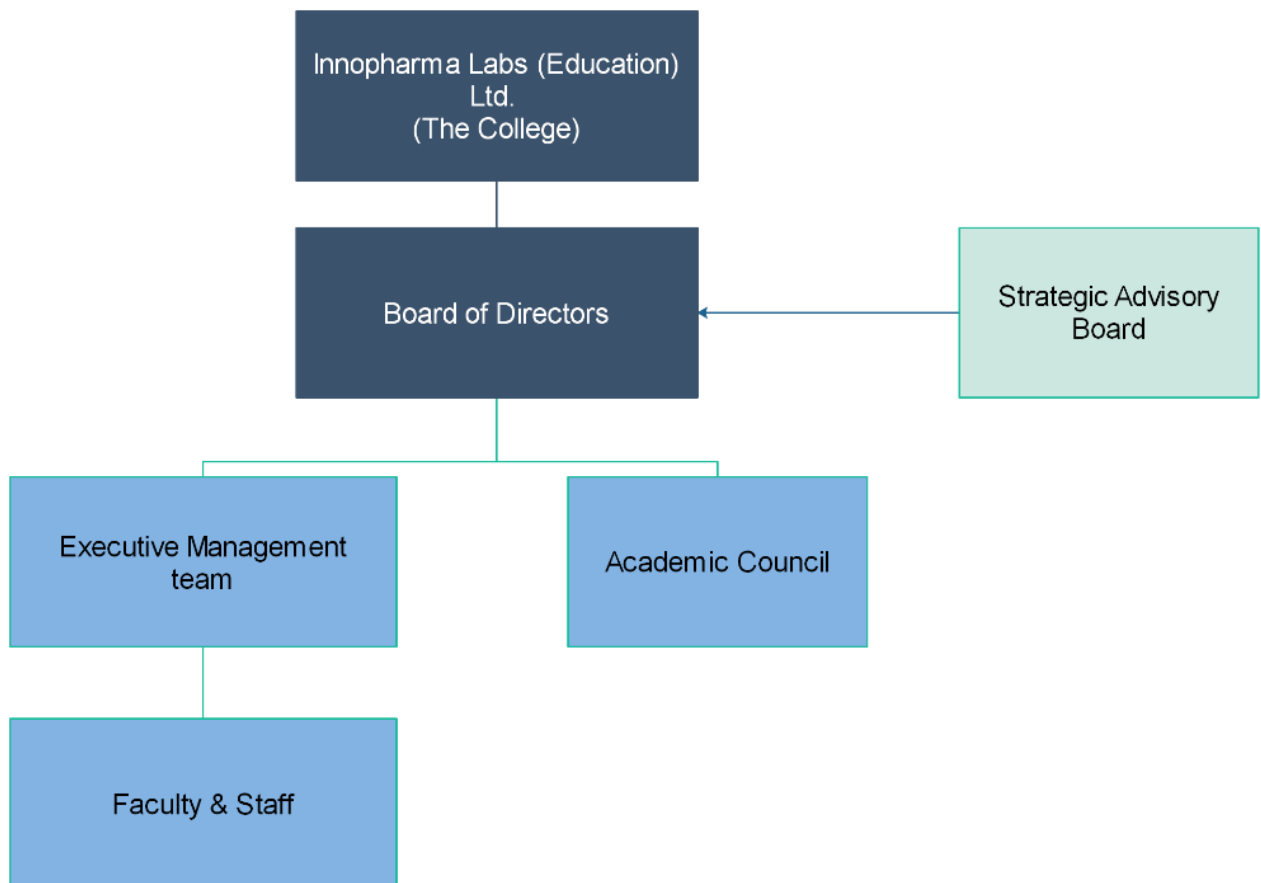 Innopharma Labs (Education)
Ltd.
(The College)
Board of Directors
Strategic Advisory
Board
Executive Management
team
Academic Council
Faculty & Staff